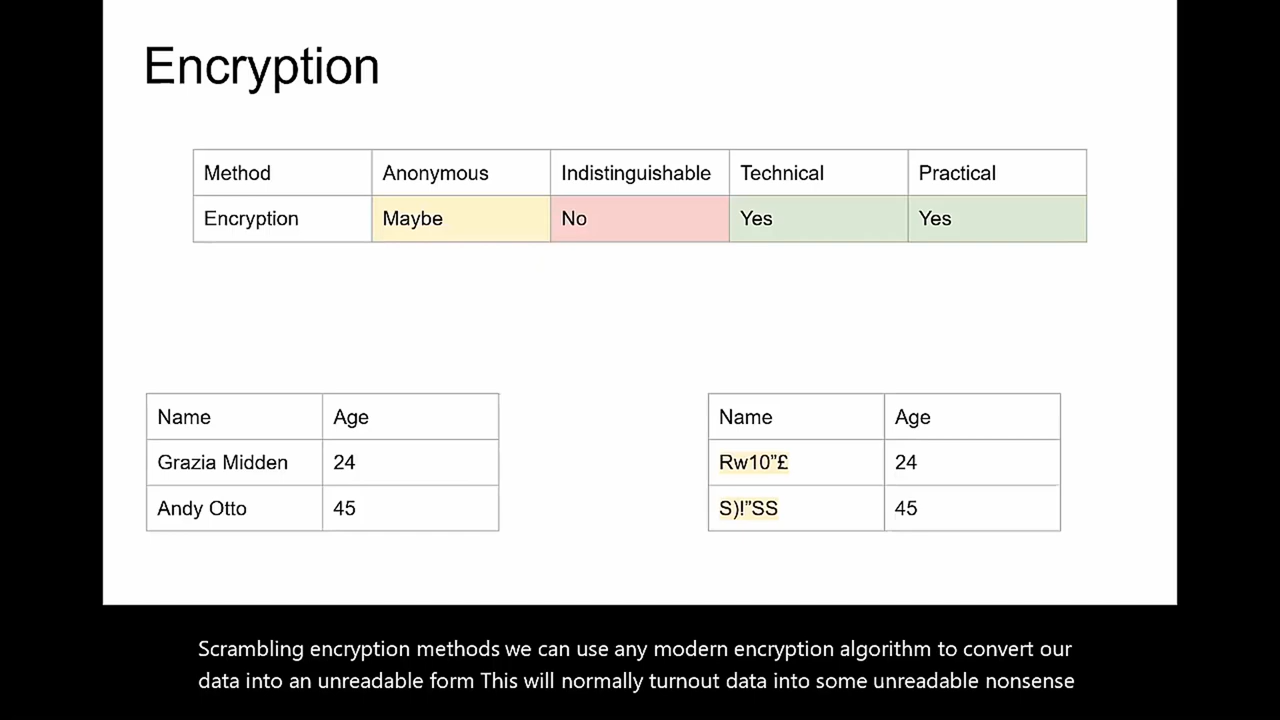 Encryption
Method Anonymous Indistinguishable Technical Practical
Encryption Maybe No Yes Yes
Name Age
Grazia Midden 24
Andy Otto 45
Name Age
Rw10”£ 24
S)!”SS 45
Scrambling encryption methods we can use any modern encryption algorithm to convert our
data into an unreadable form This will normally turnout data into some unreadable nonsense